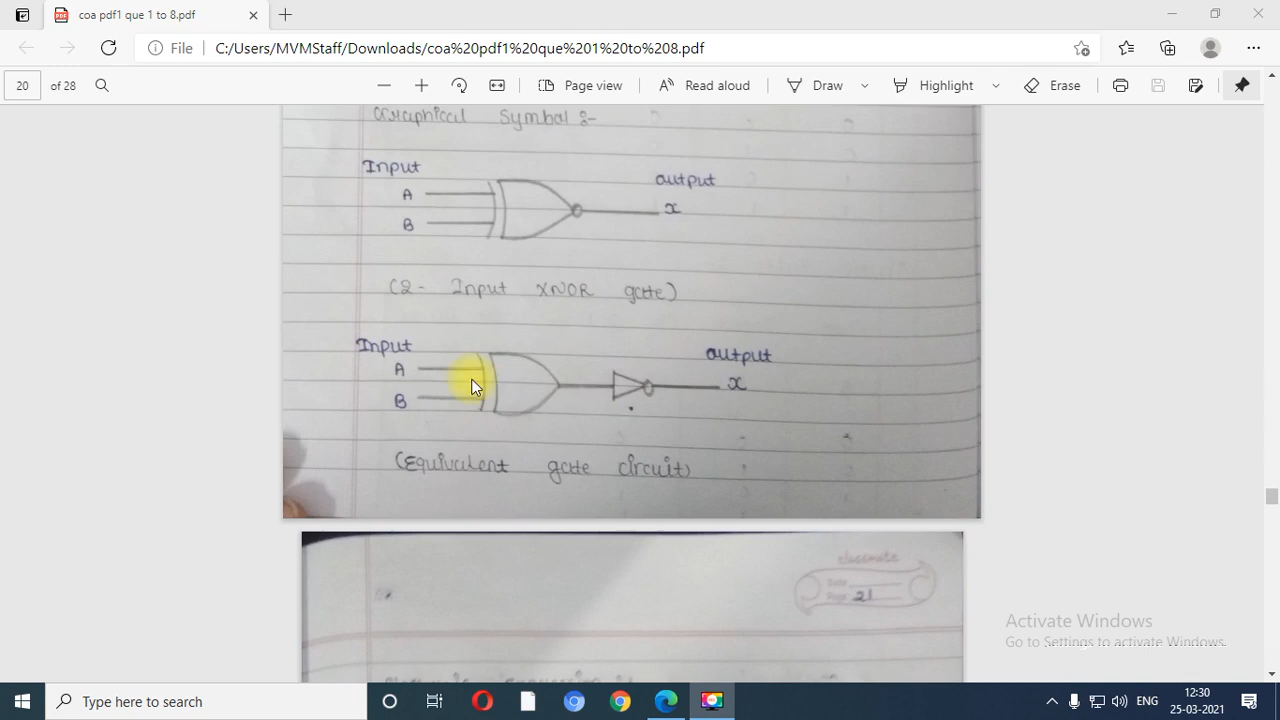 coa pdf1 que 1 to 8.pdf
File
C:/Users/MVMStaff/Downloads/coa%20pdf1%20que%201%20to%208.pdf
20 of 28
Page view
Read aloud
Draw
Highlight
Erase
Graphical Symbol :-
Input
output
A
x
B
(2- Input XNOR gate)
Input
output
A
x
B
(Equivalent gate circuit)
classmate
Date
Page 21
Activate Windows
Go to Settings to activate Windows.
Type here to search
ENG
12:30
25-03-2021